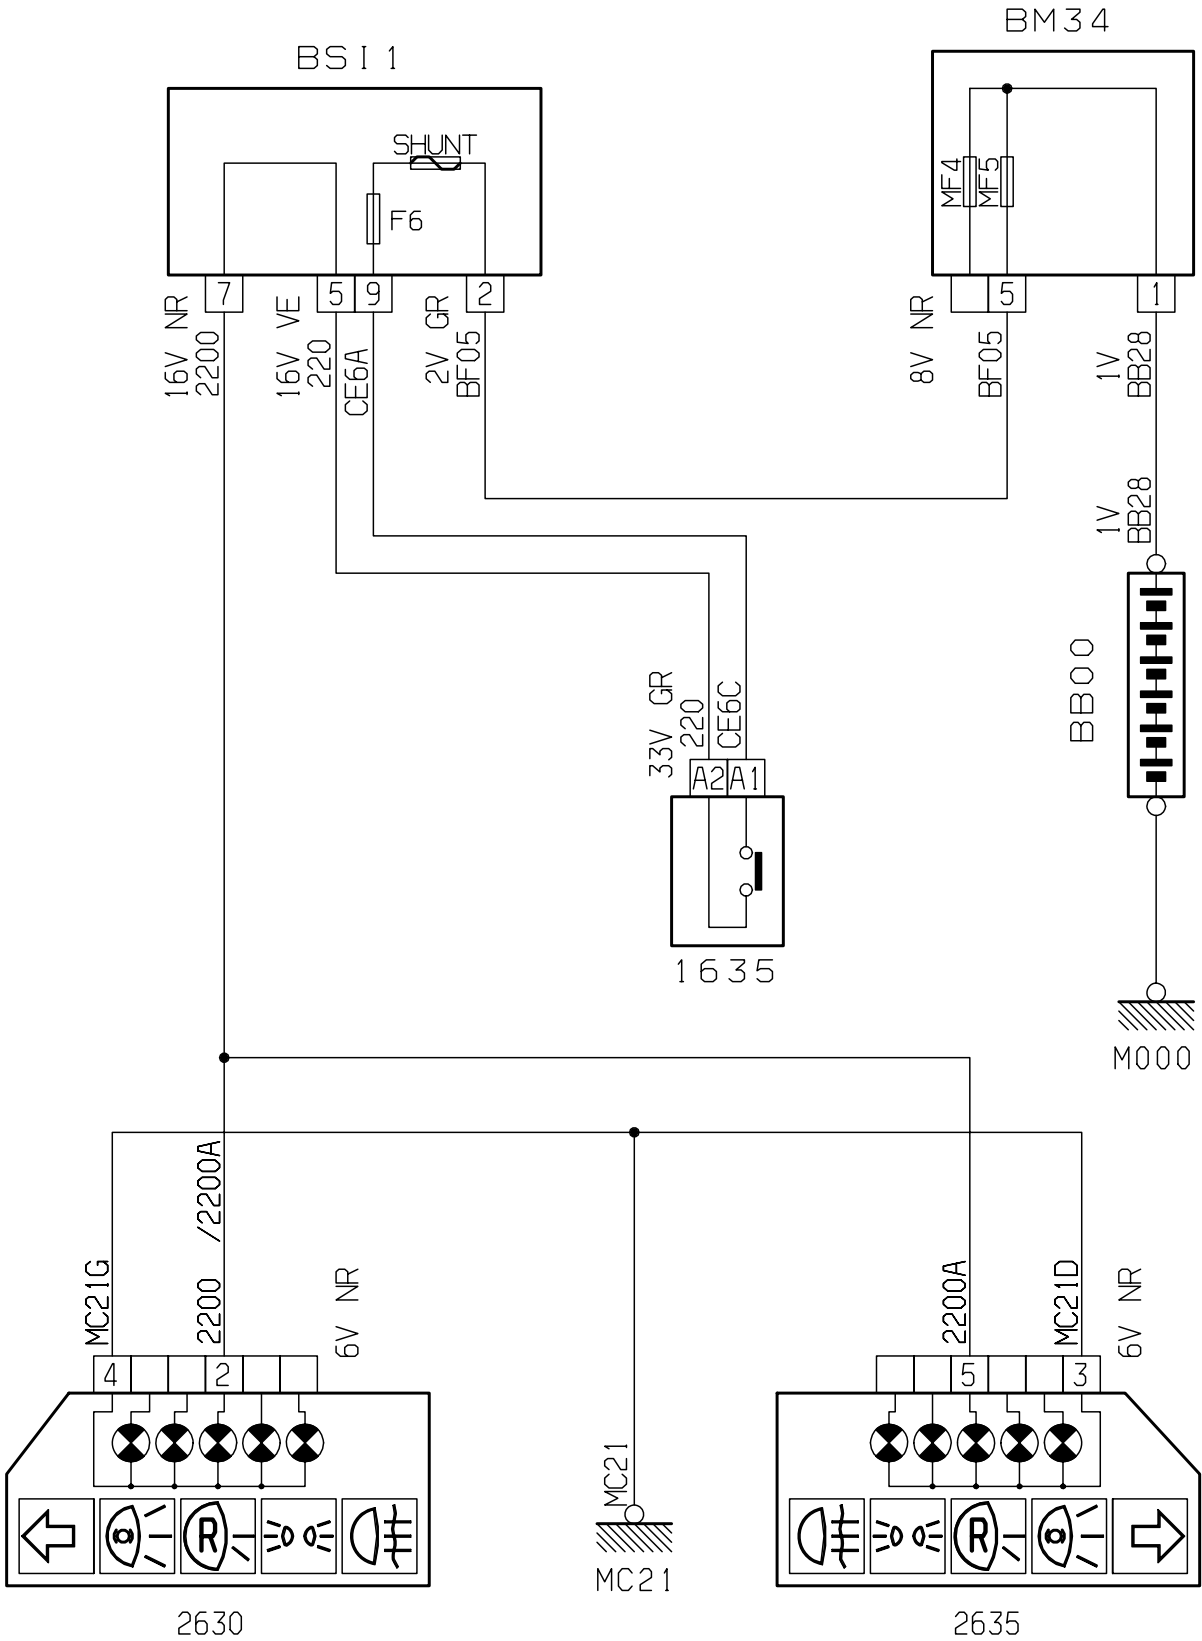 BM34
BSI1
SHUNT
MF4
MF5
F6
7
5
9
2
5
1
16V NR
2200
16V VE
220
CE6A
2V GR
BF05
8V NR
BF05
1V
BB28
1V
BB28
BB00
33V GR
220
CE6C
A2
A1
1635
M000
/2200A
MC21G
2200
6V NR
2200A
MC21D
6V NR
4
2
5
3
MC21
R
R
MC21
2630
2635